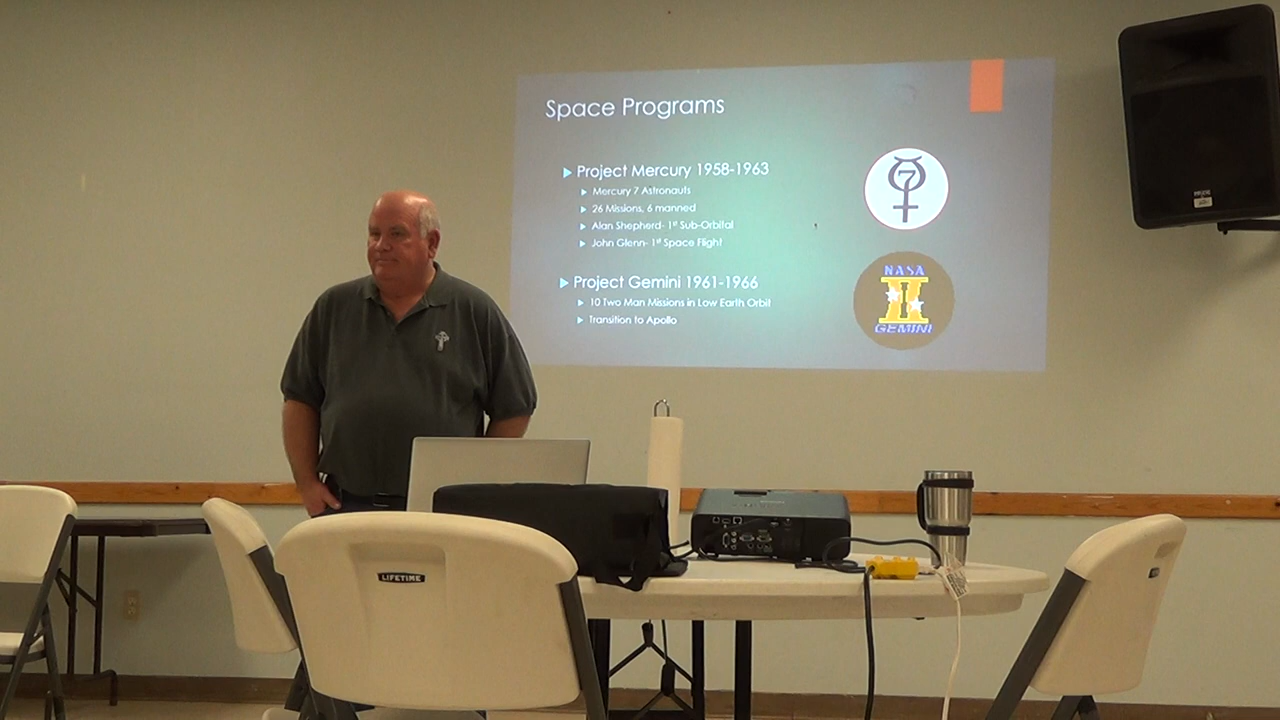 Space Programs
Project Mercury 1958-1963
Mercury 7 Astronauts
26 Missions, 6 manned
Alan Shepherd- 1st Sub-Orbital
John Glenn- 1st Space Flight
7
Project Gemini 1961-1966
10 Two Man Missions in Low Earth Orbit
Transition to Apollo
NASA
GEMINI
LIFETIME